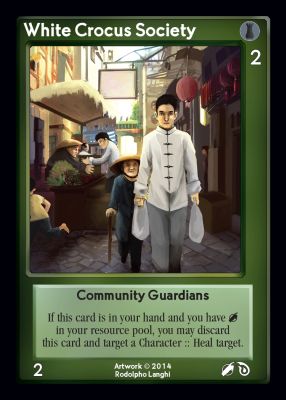 White Crocus Society
2
Community Guardians
If this card is in your hand and you have
in your resource pool, you may discard
this card and target a Character :: Heal target.
2
Artwork © 2014
Rodolpho Langhi